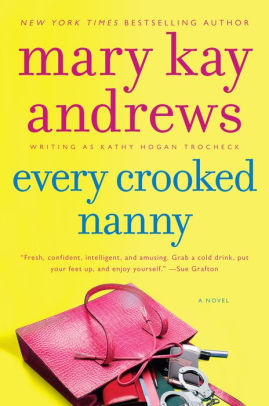 NEW YORK TIMES BESTSELLING AUTHOR
mary kay
andrews
WRITING AS KATHY HOGAN TROCHECK
every crooked
nanny
"Fresh, confident, intelligent, and amusing. Grab a cold drink, put
your feet up, and enjoy yourself." —Sue Grafton
A NOVEL